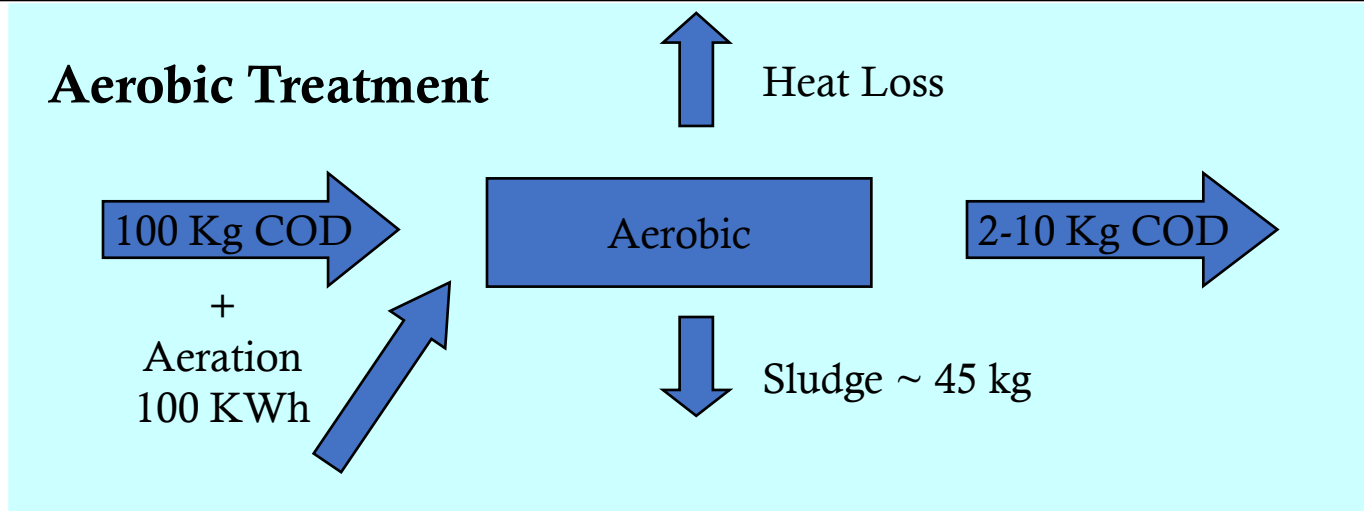 Aerobic Treatment
Heat Loss
100 Kg COD
Aerobic
2-10 Kg COD
+
Aeration
100 KWh
Sludge ~ 45 kg